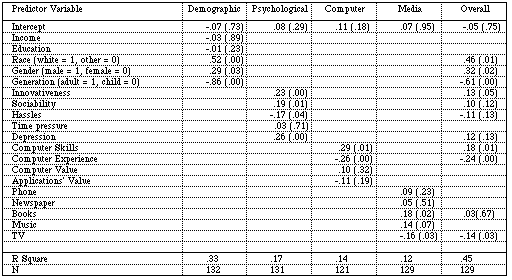 Predictor Variable Demographic Psychological Computer Media Overall
Intercept -.07 (.73) .08 (.29) .11 (.18) .07 (.95) -.05 (.75)
Income -.03 (.89)
Education -.01 (.23)
Race (white = 1, other = 0) .52 (.00) .46 (.01)
Gender (male = 1, female = 0) .29 (.03) .32 (.02)
Generation (adult = 1, child = 0) -.86 (.00) -.61 (.00)
Innovativeness .23 (.00) .13 (.05)
Sociability .19 (.01) .10 (.12)
Hassles -.17 (.04) -.11 (.13)
Time pressure .03 (.71)
Depression .26 (.00) .12 (.13)
Computer Skills .29 (.01) .18 (.01)
Computer Experience -.26 (.00) -.24 (.00)
Computer Value .10 (.32)
Applications' Value -.11 (.19)
Phone .09 (.23)
Newspaper .05 (.51)
Books .18 (.02) .03(.67)
Music .14 (.07)
TV -.16 (.03) -.14 (.03)
R Square .33 .17 .14 .12 .45
N 132 131 121 129 129